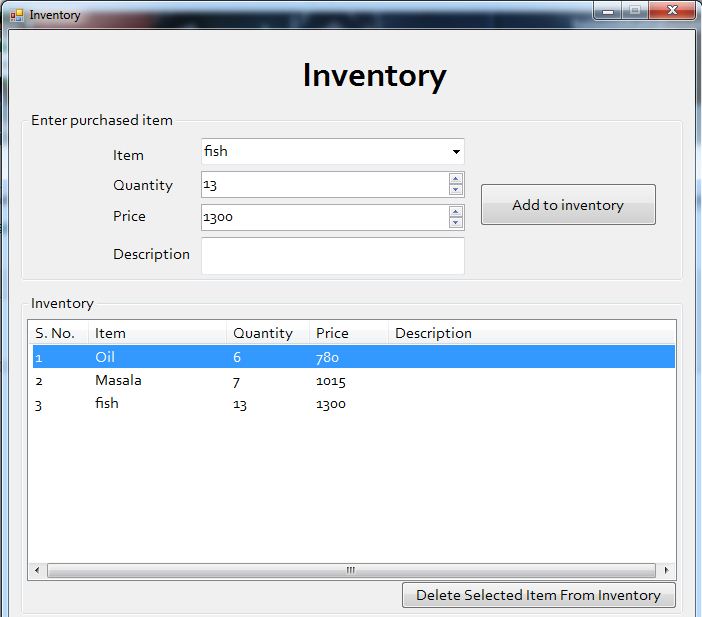 Inventory
Inventory
Enter purchased item
Item fish
Quantity 13
Add to inventory
Price 1300
Description
Inventory
S. No. Item Quantity Price Description
1 Oil 6 780
2 Masala 7 1015
3 fish 13 1300
Delete Selected Item From Inventory